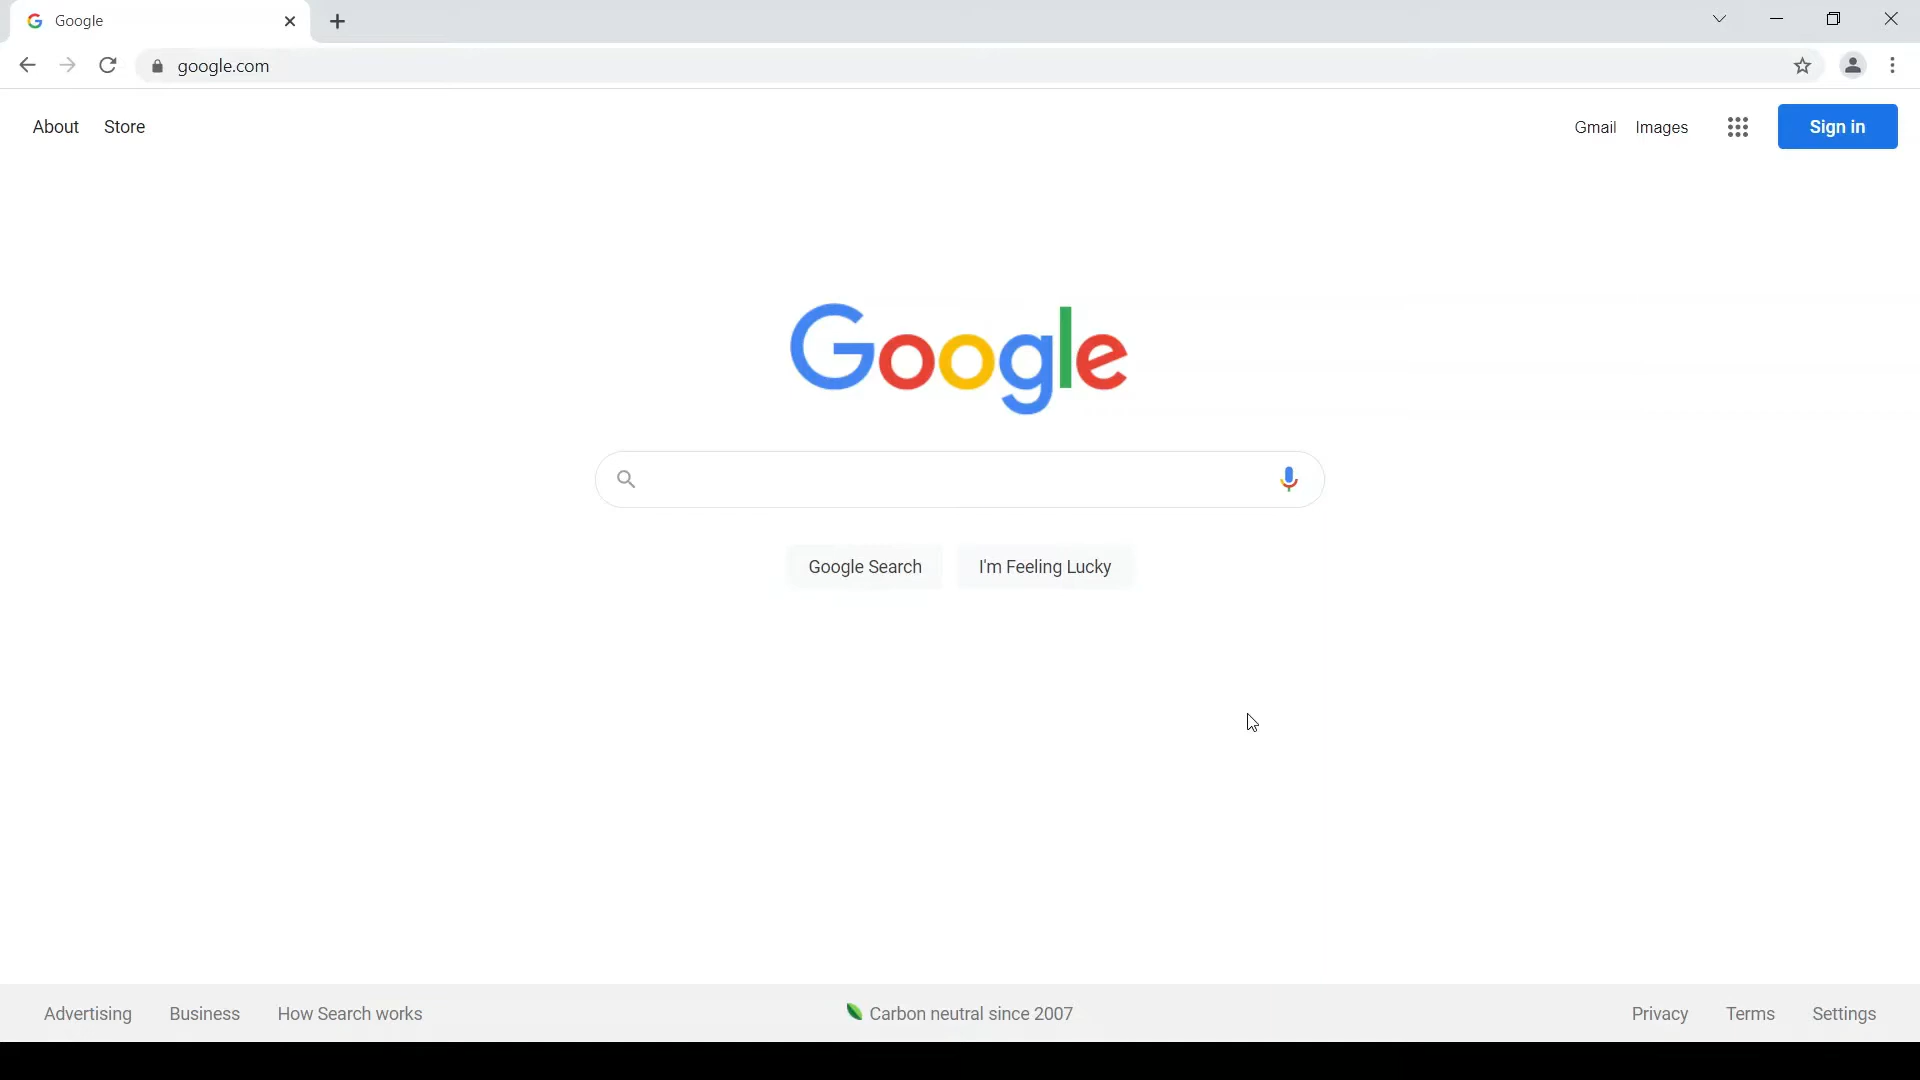 Google
google.com
About Store
Gmail Images Sign in
Google
Google Search I'm Feeling Lucky
Advertising Business How Search works
Carbon neutral since 2007
Privacy Terms Settings